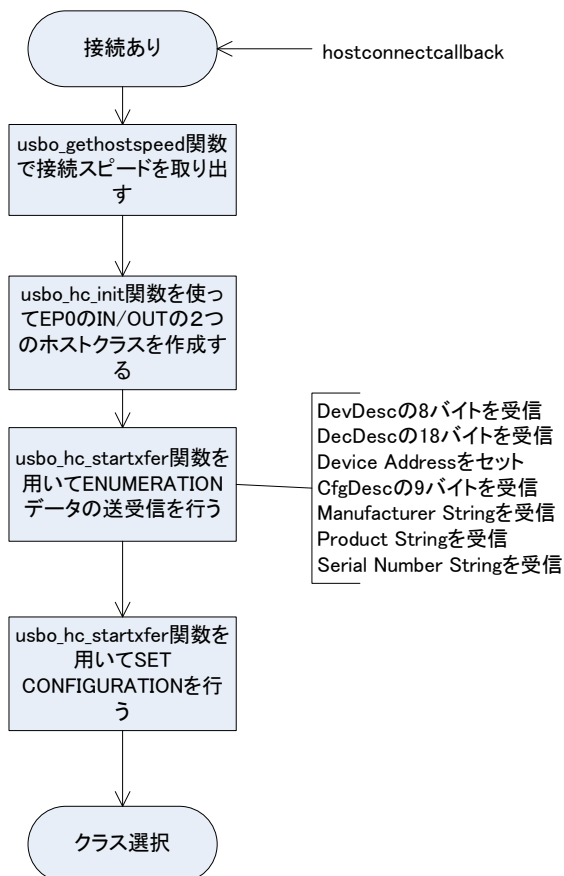 接続あり
hostconnectcallback
usbo_gethostspeed関数
で接続スピードを取り出
す
usbo_hc_init関数を使っ
てEP0のIN/OUTの２つ
のホストクラスを作成す
る
usbo_hc_startxfer関数を
用いてENUMERATION
データの送受信を行う
DevDescの8バイトを受信
DecDescの18バイトを受信
Device Addressをセット
CfgDescの9バイトを受信
Manufacturer Stringを受信
Product Stringを受信
Serial Number Stringを受信
usbo_hc_startxfer関数を
用いてSET
CONFIGURATIONを行
う
クラス選択